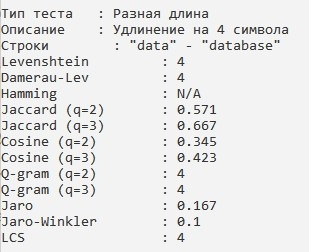 Тип теста   : Разная длина
Описание    : Удлинение на 4 символа
Строки        : "data" - "database"
Levenshtein         : 4
Damerau-Lev         : 4
Hamming             : N/A
Jaccard (q=2)       : 0.571
Jaccard (q=3)       : 0.667
Cosine (q=2)        : 0.345
Cosine (q=3)        : 0.423
Q-gram (q=2)        : 4
Q-gram (q=3)        : 4
Jaro                : 0.167
Jaro-Winkler        : 0.1
LCS                 : 4